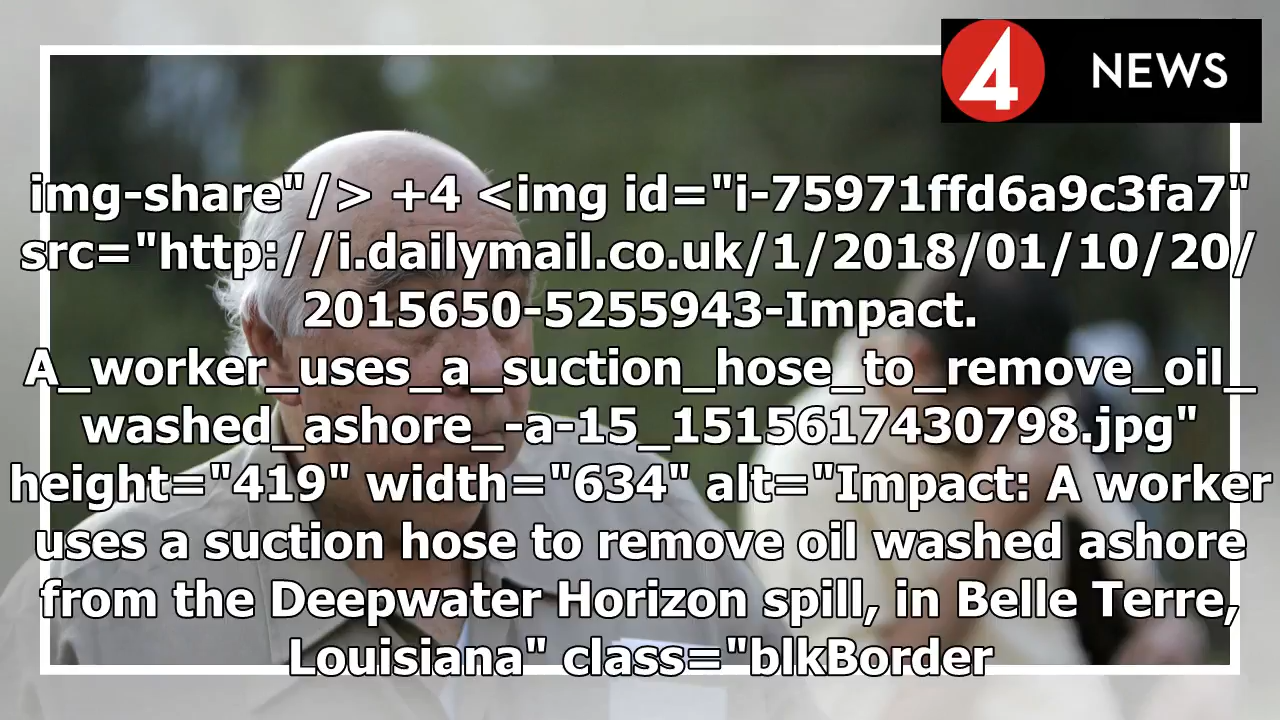 4 NEWS
img-share"/> +4 <img id="i-75971ffd6a9c3fa7"
src="http://i.dailymail.co.uk/1/2018/01/10/20/
2015650-5255943-Impact.
A_worker_uses_a_suction_hose_to_remove_oil_
washed_ashore_-a-15_1515617430798.jpg"
height="419" width="634" alt="Impact: A worker
uses a suction hose to remove oil washed ashore
from the Deepwater Horizon spill, in Belle Terre,
Louisiana" class="blkBorder